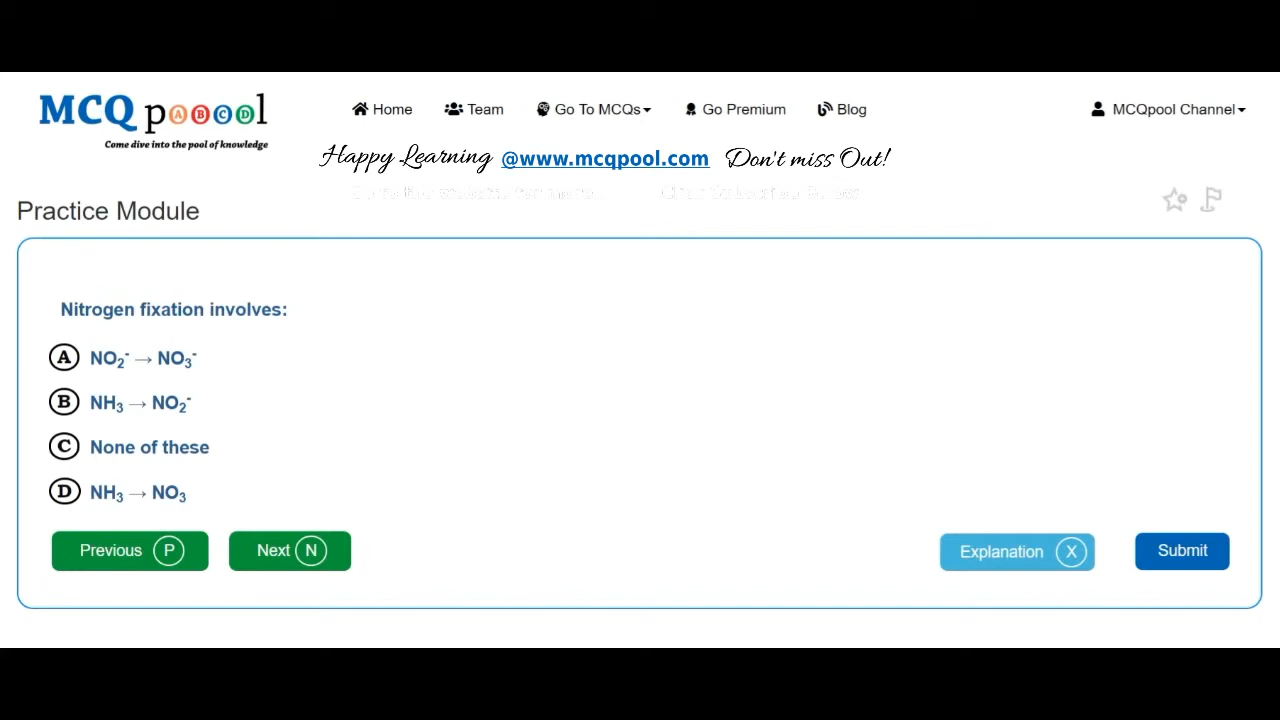 MCQ pABCDl
Come dive into the pool of knowledge
Home Team Go To MCQs Go Premium Blog MCQpool Channel
Happy Learning @www.mcqpool.com Don't miss Out!
Practice Module
Nitrogen fixation involves:
A NO₂⁻ → NO₃⁻
B NH₃ → NO₂⁻
C None of these
D NH₃ → NO₃
Previous P Next N Explanation X Submit